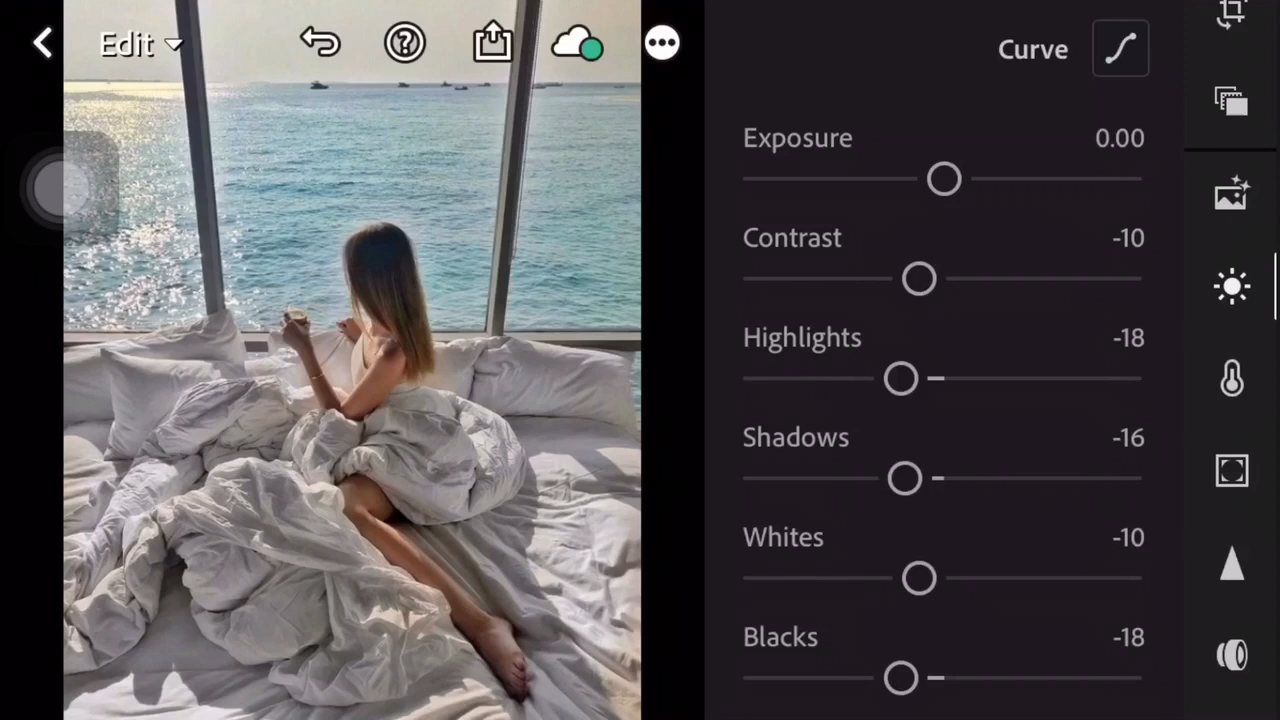 Edit
Curve
Exposure 0.00
Contrast -10
Highlights -18
Shadows -16
Whites -10
Blacks -18